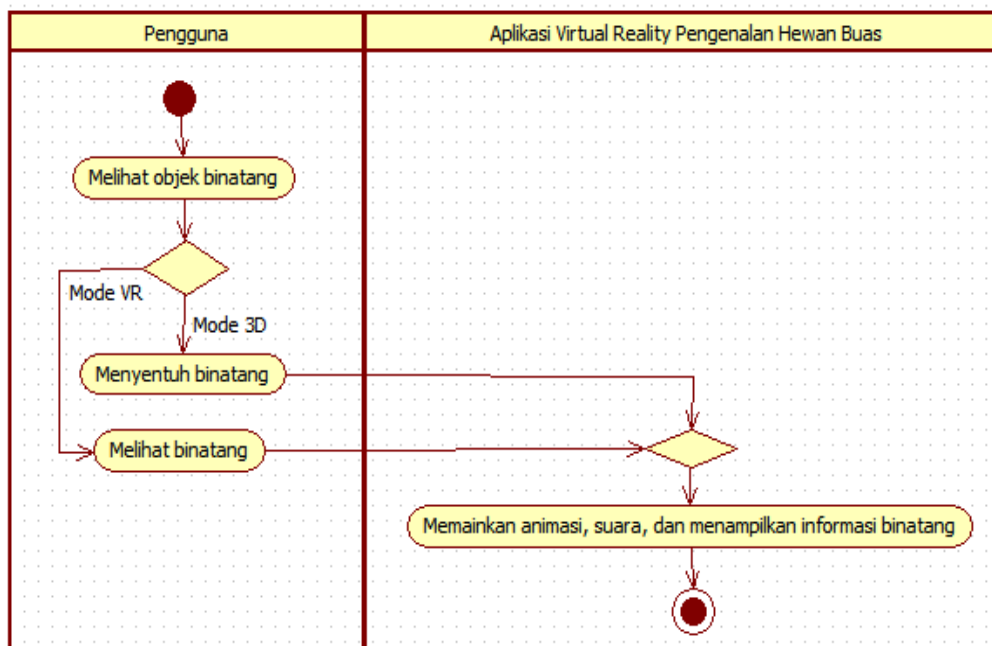 Pengguna
Aplikasi Virtual Reality Pengenalan Hewan Buas
Melihat objek binatang
Mode VR
Mode 3D
Menyentuh binatang
Melihat binatang
Memainkan animasi, suara, dan menampilkan informasi binatang